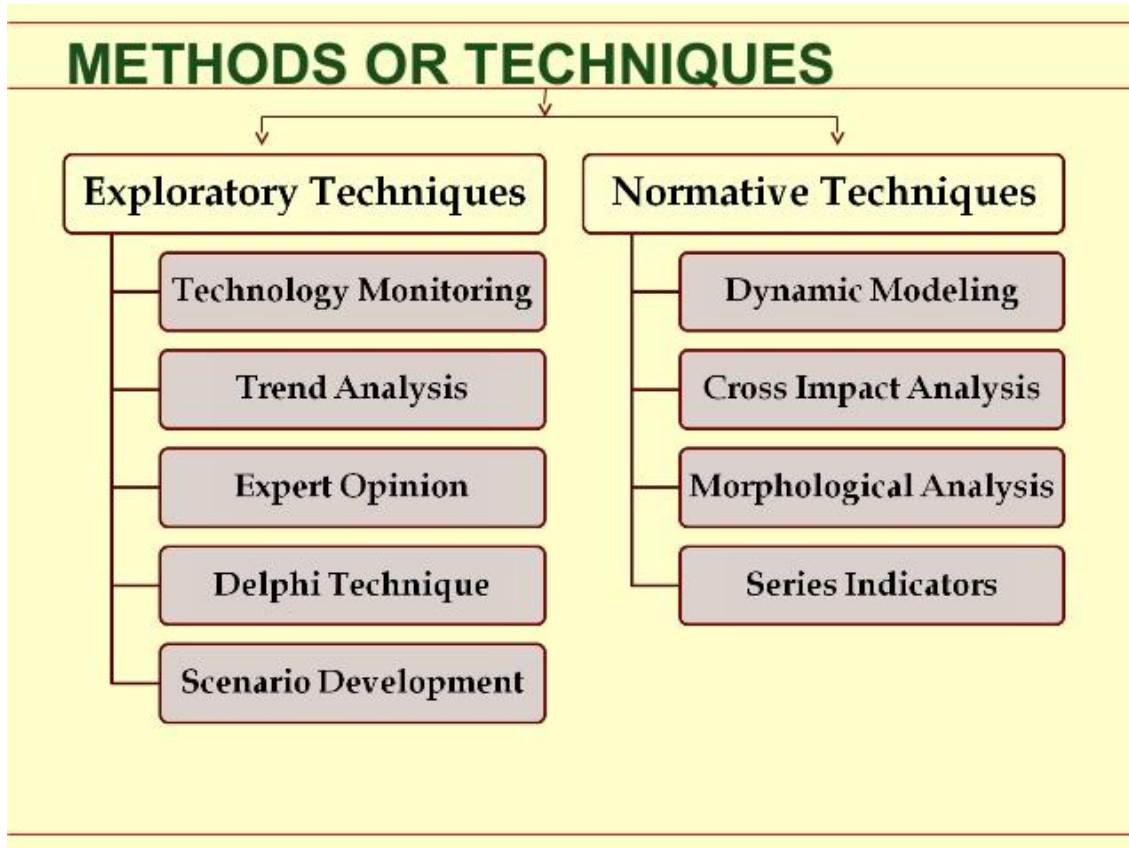 METHODS OR TECHNIQUES
Exploratory Techniques
Technology Monitoring
Trend Analysis
Expert Opinion
Delphi Technique
Scenario Development
Normative Techniques
Dynamic Modeling
Cross Impact Analysis
Morphological Analysis
Series Indicators